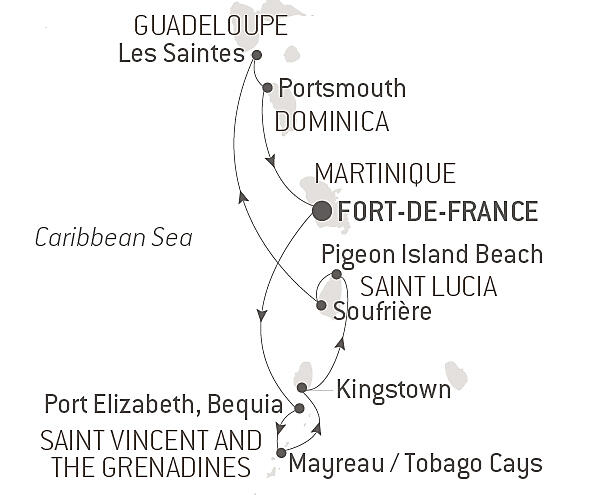 GUADELOUPE
Les Saintes
Portsmouth
DOMINICA
MARTINIQUE
FORT-DE-FRANCE
Caribbean Sea
Pigeon Island Beach
SAINT LUCIA
Soufrière
Kingstown
Port Elizabeth, Bequia
SAINT VINCENT AND
THE GRENADINES
Mayreau / Tobago Cays